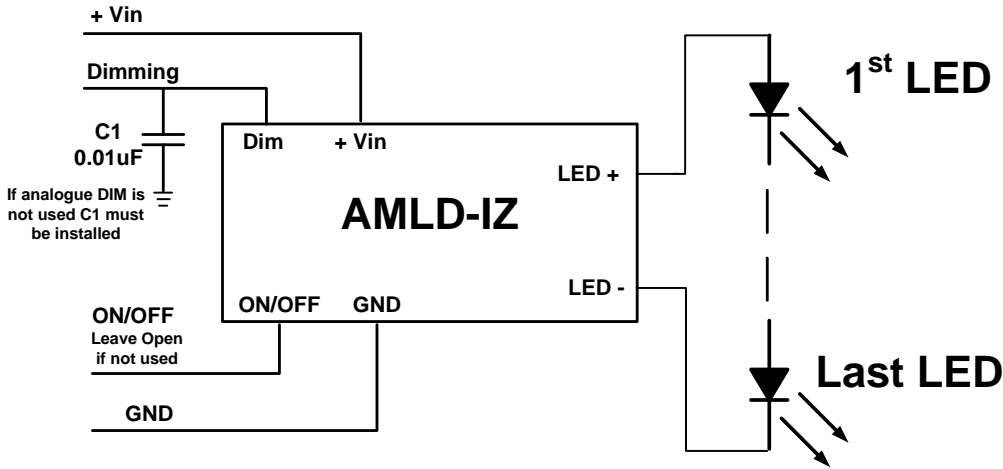 + Vin
Dimming
C1
0.01uF
If analogue DIM is
not used C1 must
be installed
Dim
+ Vin
LED +
AMLD-IZ
LED -
ON/OFF
GND
ON/OFF
Leave Open
if not used
GND
1st LED
Last LED